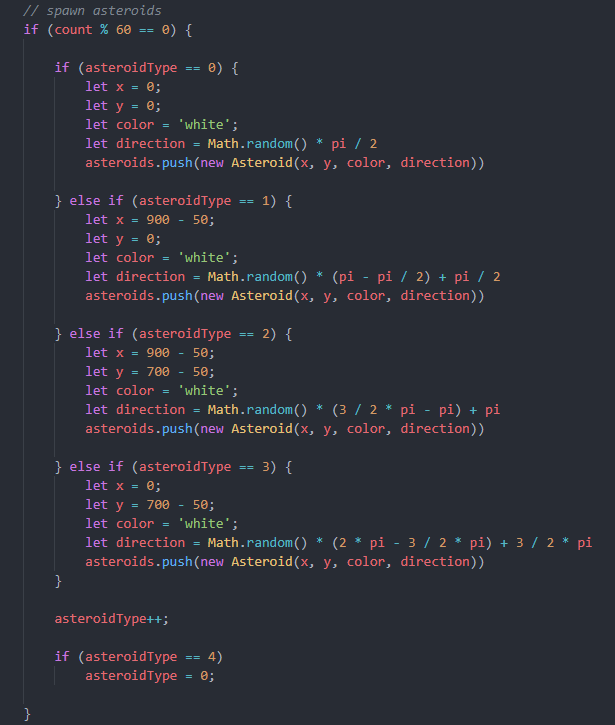 // spawn asteroids
if (count % 60 == 0) {
if (asteroidType == 0) {
let x = 0;
let y = 0;
let color = 'white';
let direction = Math.random() * pi / 2
asteroids.push(new Asteroid(x, y, color, direction))
} else if (asteroidType == 1) {
let x = 900 - 50;
let y = 0;
let color = 'white';
let direction = Math.random() * (pi - pi / 2) + pi / 2
asteroids.push(new Asteroid(x, y, color, direction))
} else if (asteroidType == 2) {
let x = 900 - 50;
let y = 700 - 50;
let color = 'white';
let direction = Math.random() * (3 / 2 * pi - pi) + pi
asteroids.push(new Asteroid(x, y, color, direction))
} else if (asteroidType == 3) {
let x = 0;
let y = 700 - 50;
let color = 'white';
let direction = Math.random() * (2 * pi - 3 / 2 * pi) + 3 / 2 * pi
asteroids.push(new Asteroid(x, y, color, direction))
}
asteroidType++;
if (asteroidType == 4)
asteroidType = 0;
}